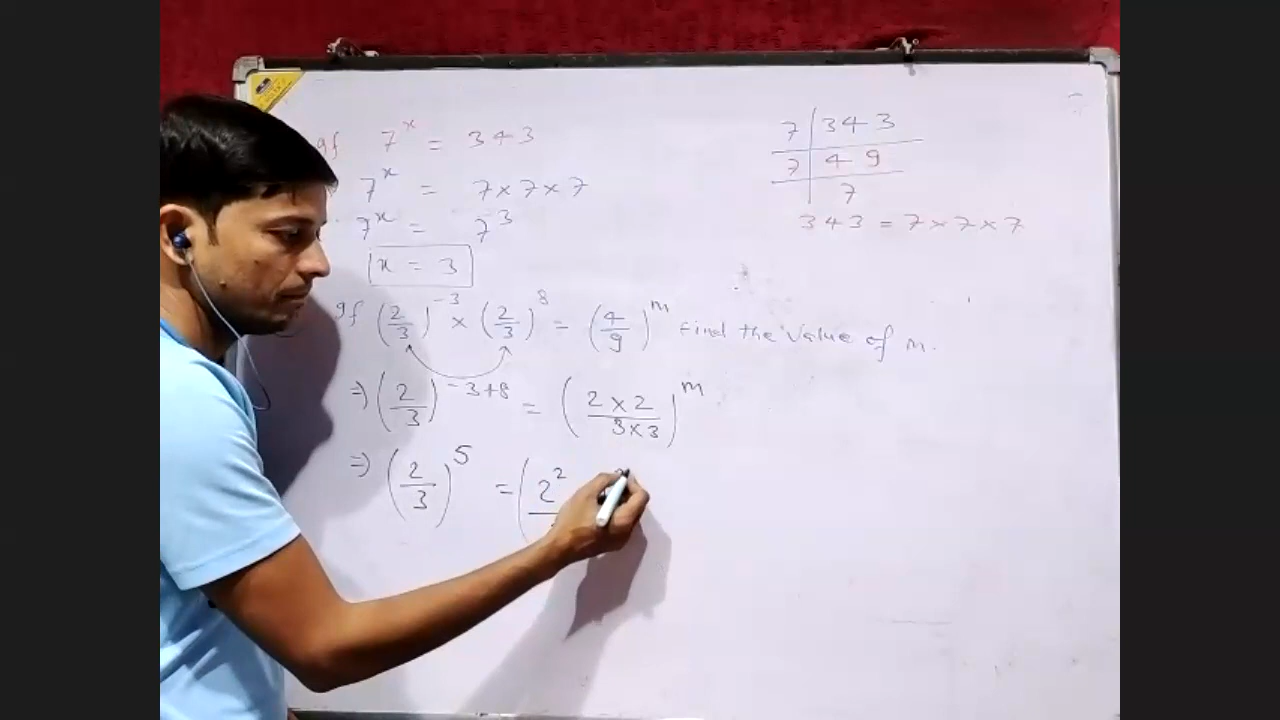 If 7^x = 343
7^x = 7×7×7
7^x = 7^3
x = 3
7 | 343
7 | 49
7
343 = 7×7×7
If (2/3)^-3 × (2/3)^8 = (4/9)^m Find the value of m.
=> (2/3)^-3+8 = (2×2/3×3)^m
=> (2/3)^5 = (2^2